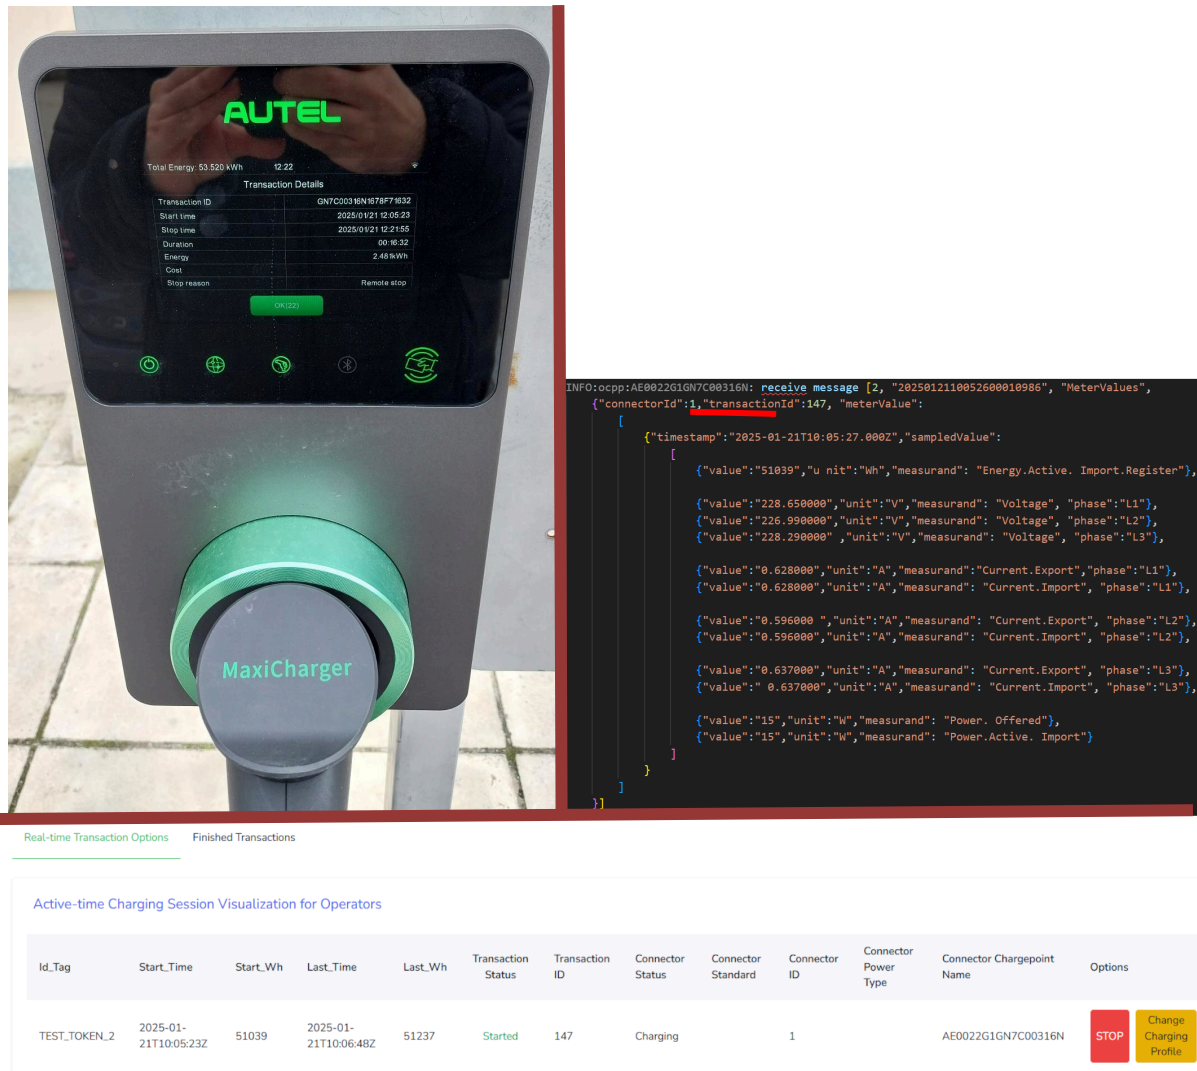 AUTEL
Total Energy: 53.520 kWh 12:22
Transaction Details
Transaction ID GN7C00316N1678F71632
Start time 2025/01/21 12:05:23
Stop time 2025/01/21 12:21:55
Duration 00:16:32
Energy 2.481kWh
Cost
Stop reason Remote stop
OK(22)
MaxiCharger
INFO:ocpp:AE0022G1GN7C00316N: receive message [2, "2025012110052600010986", "MeterValues",
{"connectorId":1,"transactionId":147, "meterValue":
[
{"timestamp":"2025-01-21T10:05:27.000Z","sampledValue":
[
{"value":"51039","u nit":"Wh","measurand": "Energy.Active. Import.Register"},
{"value":"228.650000","unit":"V","measurand": "Voltage", "phase":"L1"},
{"value":"226.990000","unit":"V","measurand": "Voltage", "phase":"L2"},
{"value":"228.290000" ,"unit":"V","measurand": "Voltage", "phase":"L3"},
{"value":"0.628000","unit":"A","measurand":"Current.Export","phase":"L1"},
{"value":"0.628000","unit":"A","measurand": "Current.Import", "phase":"L1"},
{"value":"0.596000 ","unit":"A","measurand": "Current.Export", "phase":"L2"},
{"value":"0.596000","unit":"A","measurand": "Current.Import", "phase":"L2"},
{"value":"0.637000","unit":"A","measurand": "Current.Export", "phase":"L3"},
{"value":" 0.637000","unit":"A","measurand": "Current.Import", "phase":"L3"},
{"value":"15","unit":"W","measurand": "Power. Offered"},
{"value":"15","unit":"W","measurand": "Power.Active. Import"}
]
}
]
}]
Real-time Transaction Options Finished Transactions
Active-time Charging Session Visualization for Operators
Id_Tag Start_Time Start_Wh Last_Time Last_Wh Transaction Status Transaction ID Connector Status Connector Standard Connector ID Connector Power Type Connector Chargepoint Name Options
TEST_TOKEN_2 2025-01-21T10:05:23Z 51039 2025-01-21T10:06:48Z 51237 Started 147 Charging 1 AE0022G1GN7C00316N STOP Change Charging Profile